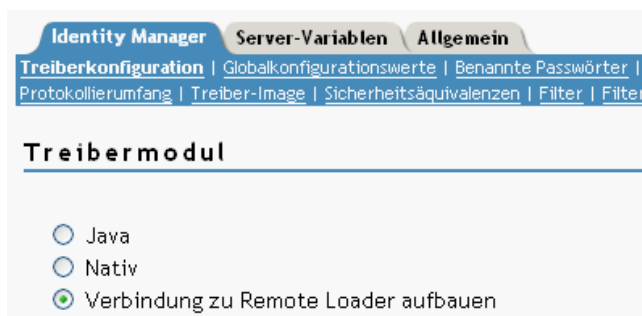 Identity Manager Server-Variablen Allgemein
Treiberkonfiguration | Globalkonfigurationswerte | Benannte Passwörter |
Protokollierumfang | Treiber-Image | Sicherheitsäquivalenzen | Filter | Filter
Treibermodul
Java
Nativ
Verbindung zu Remote Loader aufbauen